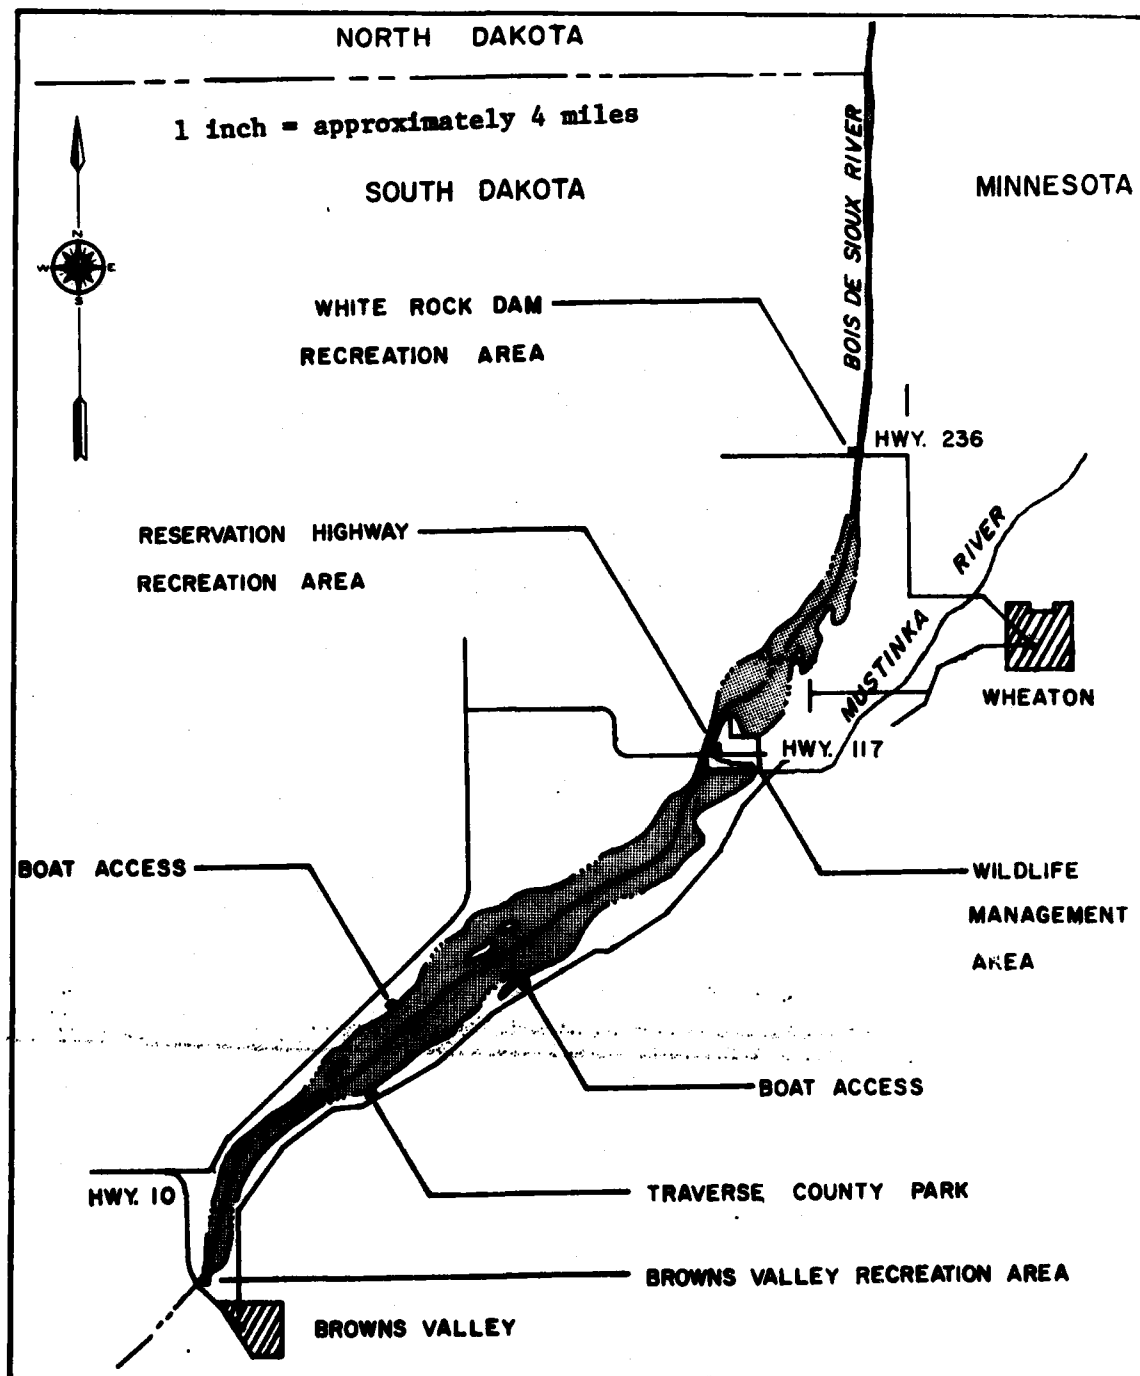 NORTH DAKOTA
1 inch = approximately 4 miles
SOUTH DAKOTA
MINNESOTA
BOIS DE SIOUX RIVER
N
W
E
S
WHITE ROCK DAM
RECREATION AREA
HWY. 236
RESERVATION HIGHWAY
RECREATION AREA
MUSTINKA RIVER
WHEATON
HWY. 117
BOAT ACCESS
WILDLIFE
MANAGEMENT
AREA
BOAT ACCESS
HWY. 10
TRAVERSE COUNTY PARK
BROWNS VALLEY RECREATION AREA
BROWNS VALLEY